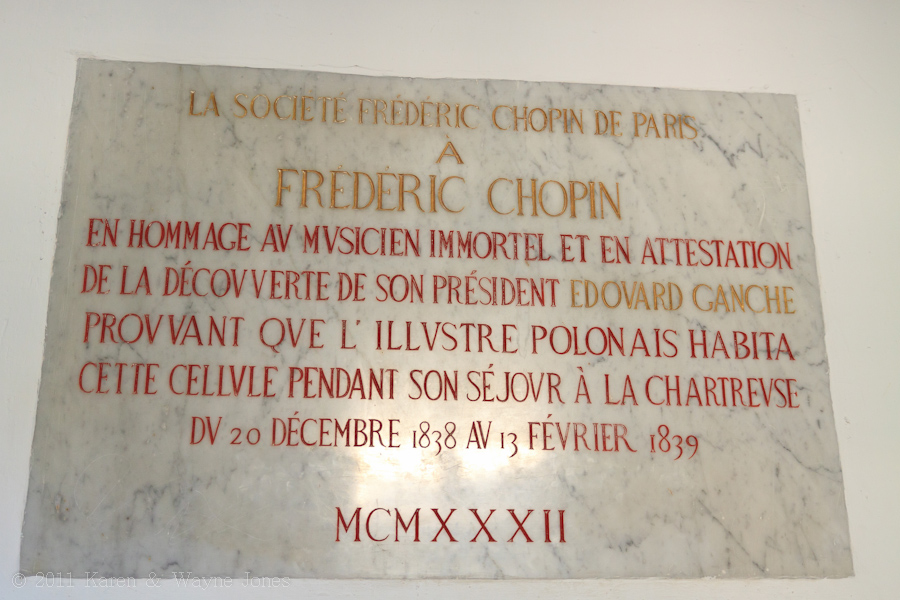 LA SOCIÉTÉ FRÉDÉRIC CHOPIN DE PARIS
À
FRÉDÉRIC CHOPIN
EN HOMMAGE AV MVSICIEN IMMORTEL ET EN ATTESTATION
DE LA DÉCOVVERTE DE SON PRÉSIDENT EDOVARD GANCHE
PROVVANT QVE L'ILLVSTRE POLONAIS HABITA
CETTE CELLVLE PENDANT SON SÉJOVR À LA CHARTREVSE
DV 20 DÉCEMBRE 1838 AV 13 FÉVRIER 1839
MCMXXXII
© 2011 Karen & Wayne Jones